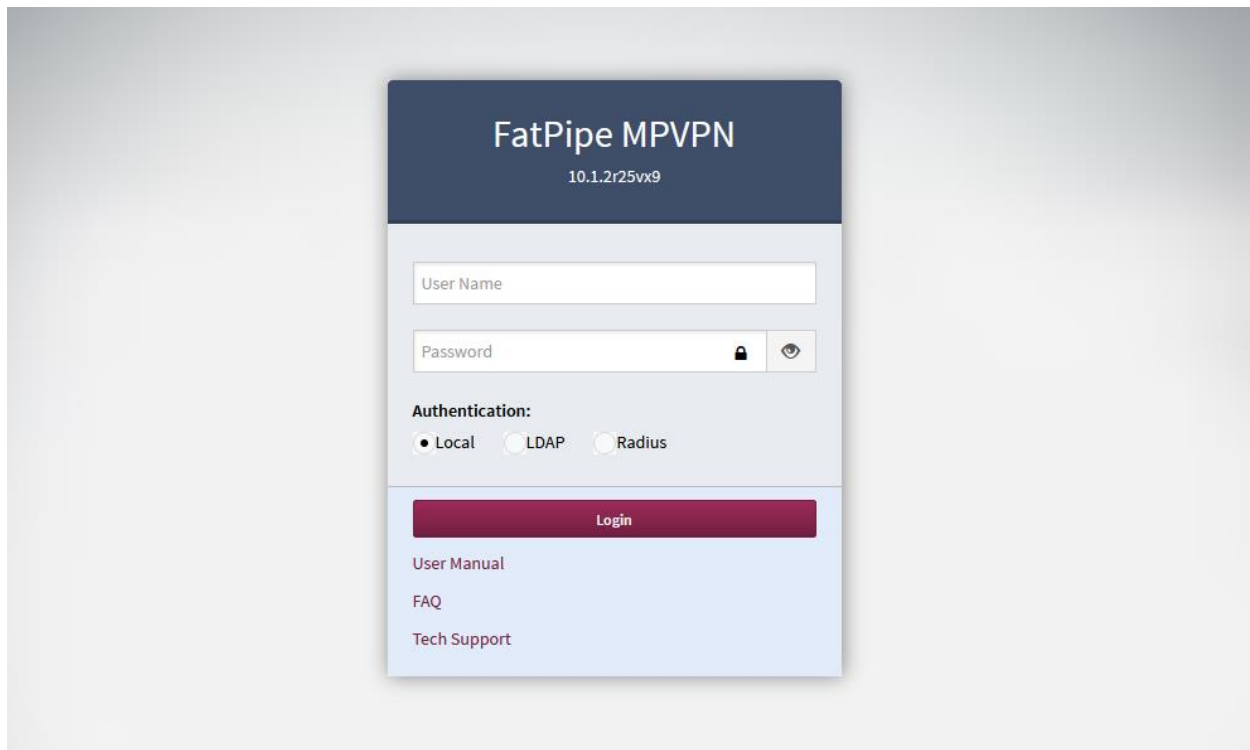 FatPipe MPVPN
10.1.2r25vx9
User Name
Password
Authentication:
Local LDAP Radius
Login
User Manual
FAQ
Tech Support